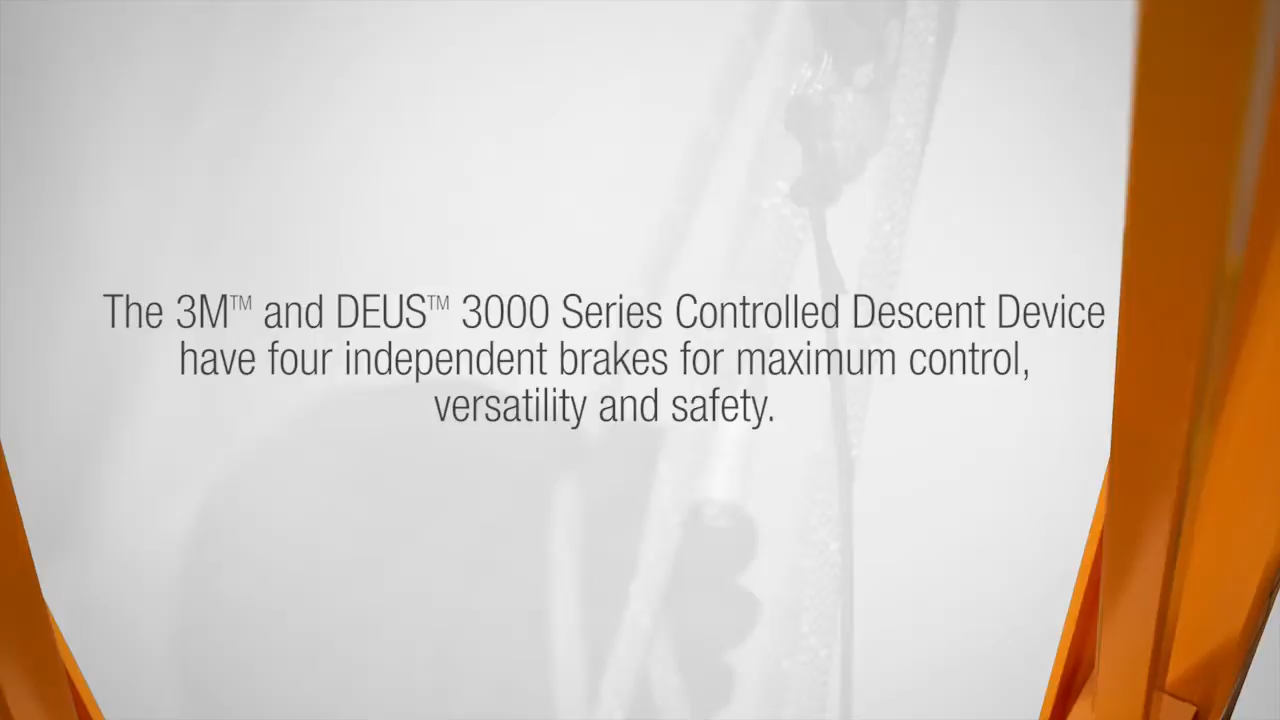 The 3M™ and DEUS™ 3000 Series Controlled Descent Device
have four independent brakes for maximum control,
versatility and safety.